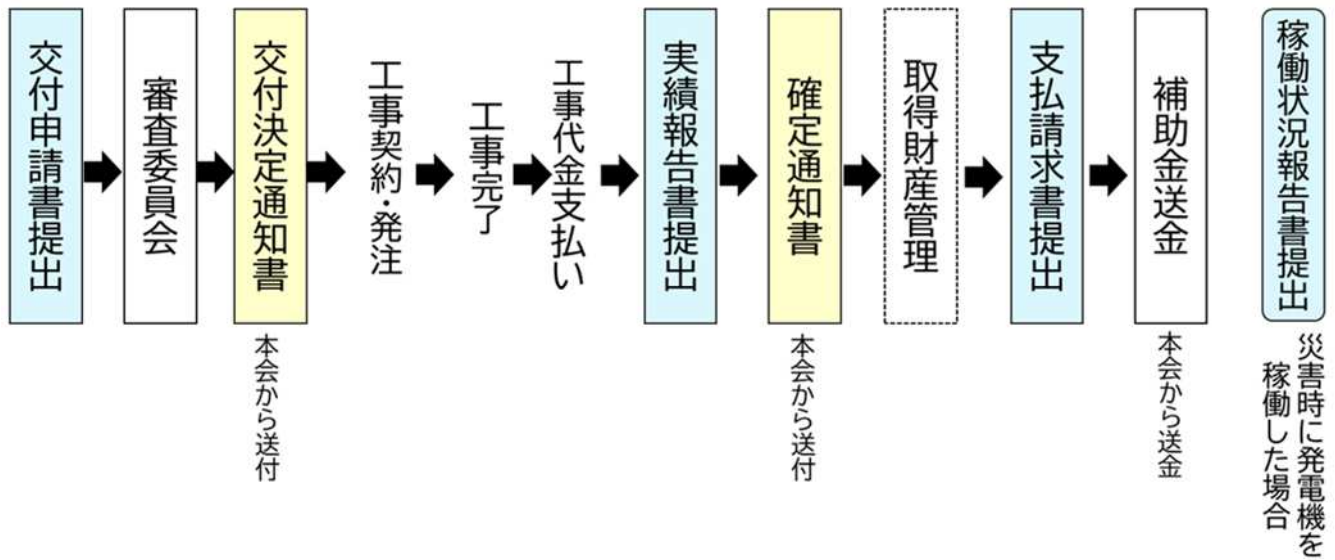 交付申請書提出
審査委員会
交付決定通知書
本会から送付
工事契約・発注
工事完了
工事代金支払い
実績報告書提出
確定通知書
本会から送付
取得財産管理
支払請求書提出
補助金送金
本会から送金
稼働状況報告書提出
災害時に発電機を
稼働した場合